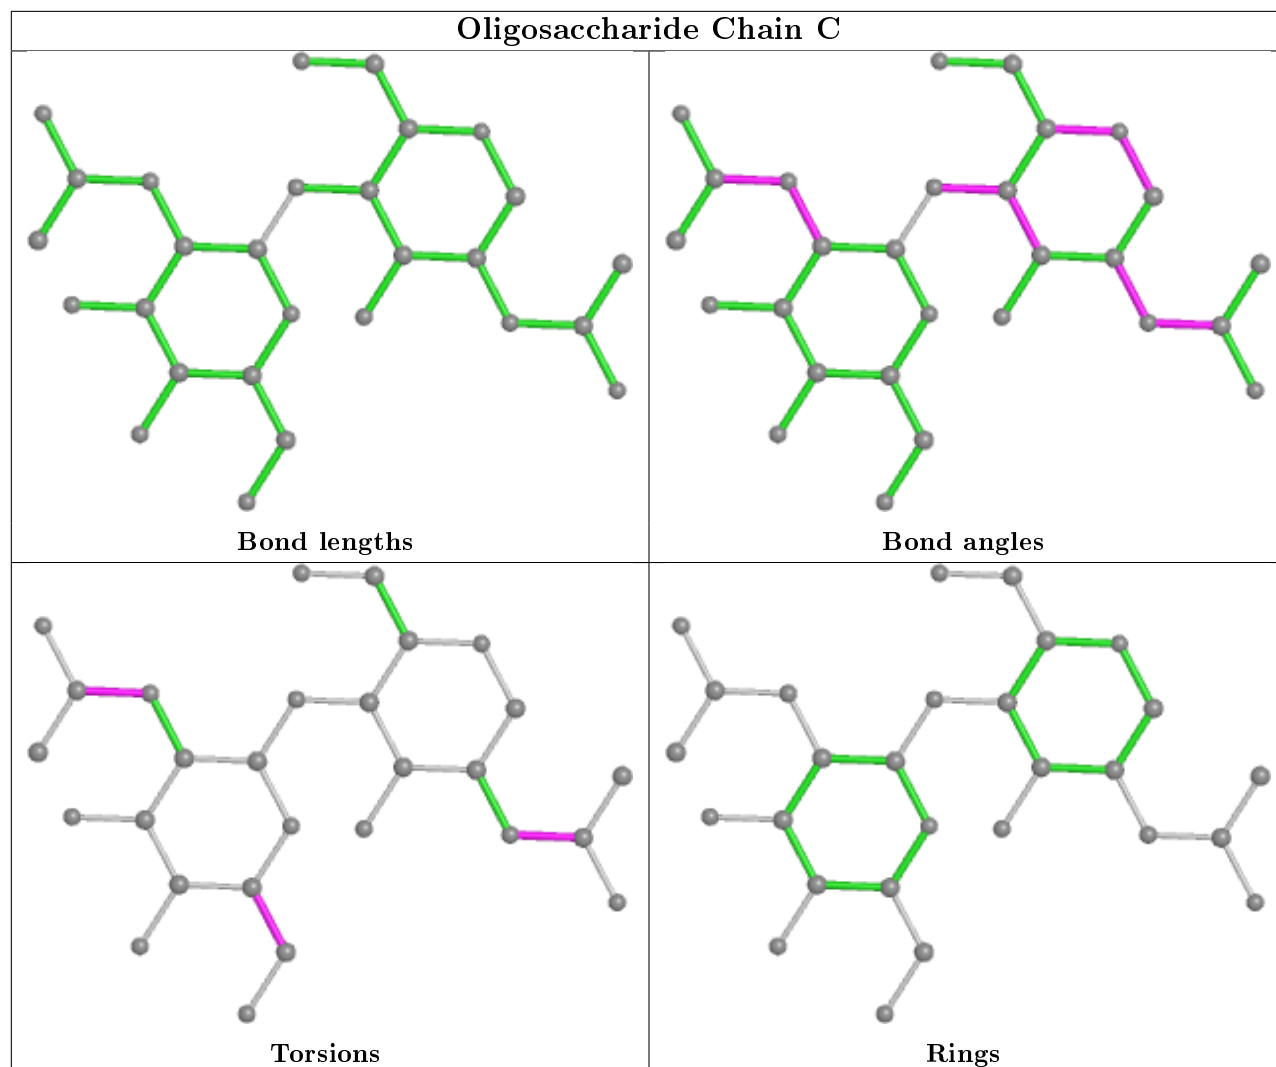 Oligosaccharide Chain C
Bond lengths
Bond angles
Torsions
Rings